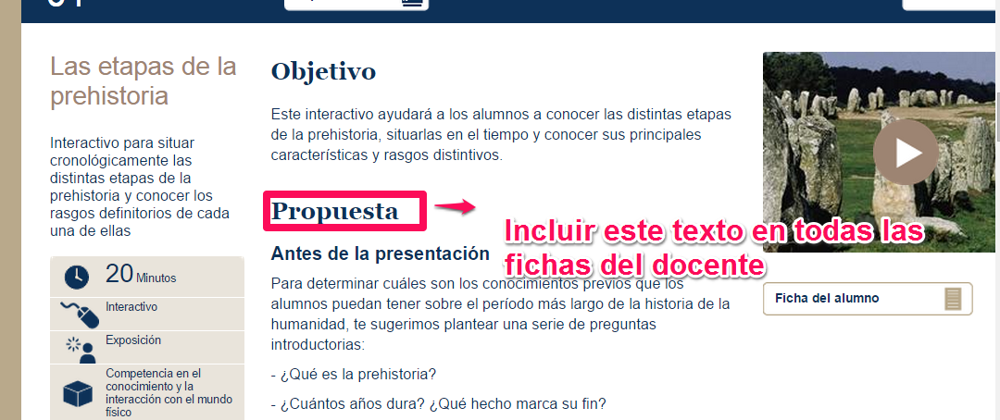 Las etapas de la
prehistoria
Interactivo para situar
cronológicamente las
distintas etapas de la
prehistoria y conocer los
rasgos definitorios de cada
una de ellas
20 Minutos
Interactivo
Exposición
Competencia en el
conocimiento y la
interacción con el mundo
físico
Objetivo
Este interactivo ayudará a los alumnos a conocer las distintas etapas
de la prehistoria, situarlas en el tiempo y conocer sus principales
características y rasgos distintivos.
Propuesta
Incluir este texto en todas las
fichas del docente
Antes de la presentación
Para determinar cuáles son los conocimientos previos que los
alumnos puedan tener sobre el período más largo de la historia de la
humanidad, te sugerimos plantear una serie de preguntas
introductorias:
- ¿Qué es la prehistoria?
- ¿Cuántos años dura? ¿Qué hecho marca su fin?
Ficha del alumno